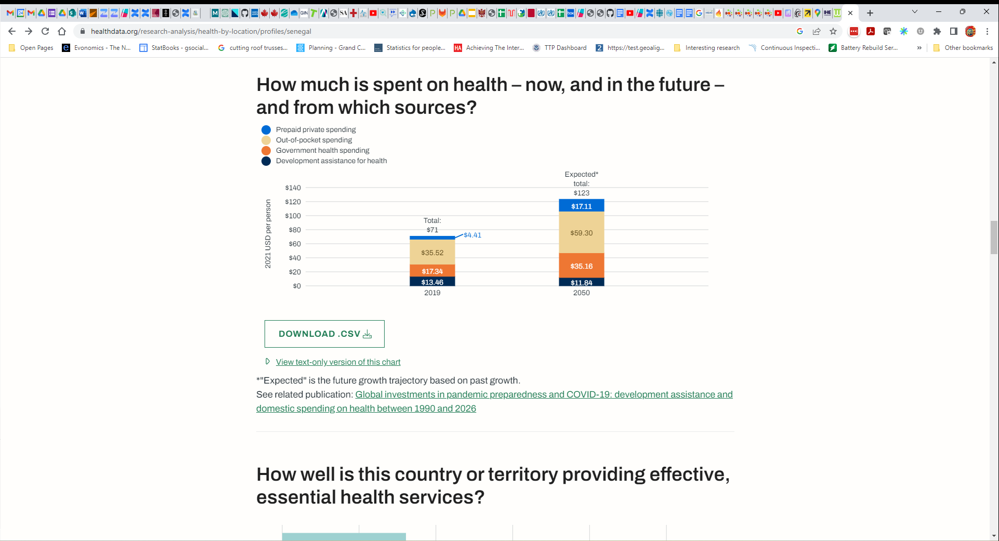 healthdata.org/research-analysis/health-by-location/profiles/senegal
Open Pages
Evonomics - The N...
StatBooks - gsocial...
cutting roof trusses...
Planning - Grand C...
Statistics for people...
HA Achieving The Inter...
TTP Dashboard
2 https://test.geoalig...
Interesting research
Continuous Inspecti...
Battery Rebuild Ser...
»
Other bookmarks
How much is spent on health – now, and in the future –
and from which sources?
Prepaid private spending
Out-of-pocket spending
Government health spending
Development assistance for health
2021 USD per person
$140
$120
$100
$80
$60
$40
$20
$0
Total:
$71
$4.41
$35.52
$17.34
$13.46
2019
Expected*
total:
$123
$17.11
$59.30
$35.16
$11.84
2050
DOWNLOAD .CSV
View text-only version of this chart
*"Expected" is the future growth trajectory based on past growth.
See related publication: Global investments in pandemic preparedness and COVID-19: development assistance and
domestic spending on health between 1990 and 2026
How well is this country or territory providing effective,
essential health services?